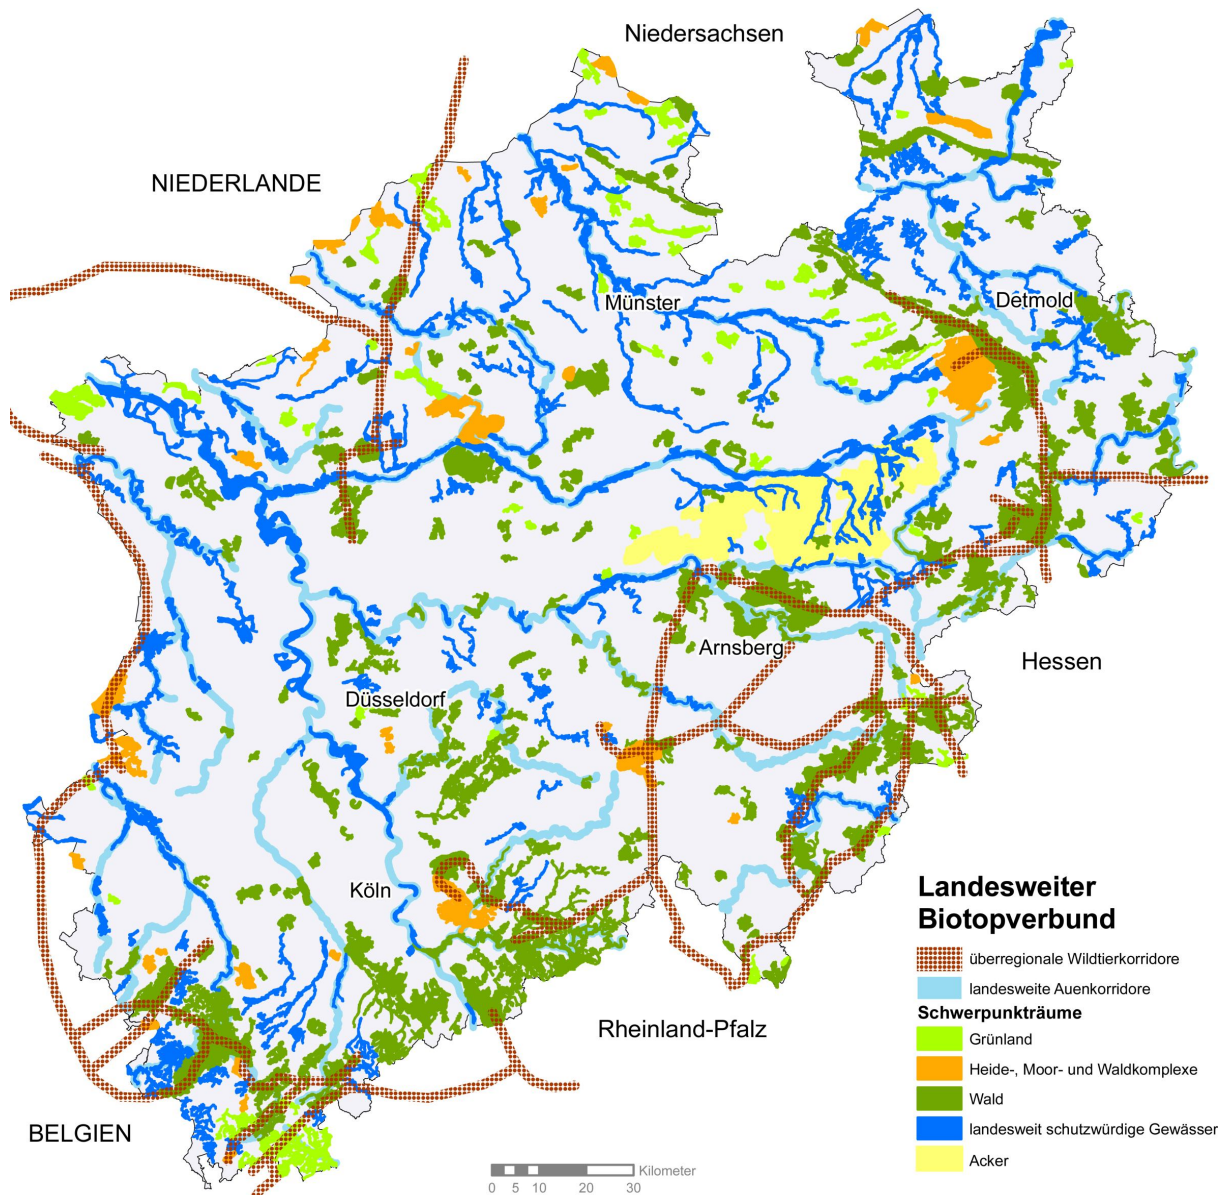 Niedersachsen
NIEDERLANDE
Münster
Detmold
Arnsberg
Hessen
Düsseldorf
Köln
Rheinland-Pfalz
BELGIEN
Landesweiter
Biotopverbund
überregionale Wildtierkorridore
landesweite Auenkorridore
Schwerpunkträume
Grünland
Heide-, Moor- und Waldkomplexe
Wald
landesweit schutzwürdige Gewässer
Acker
Kilometer
0 5 10 20 30